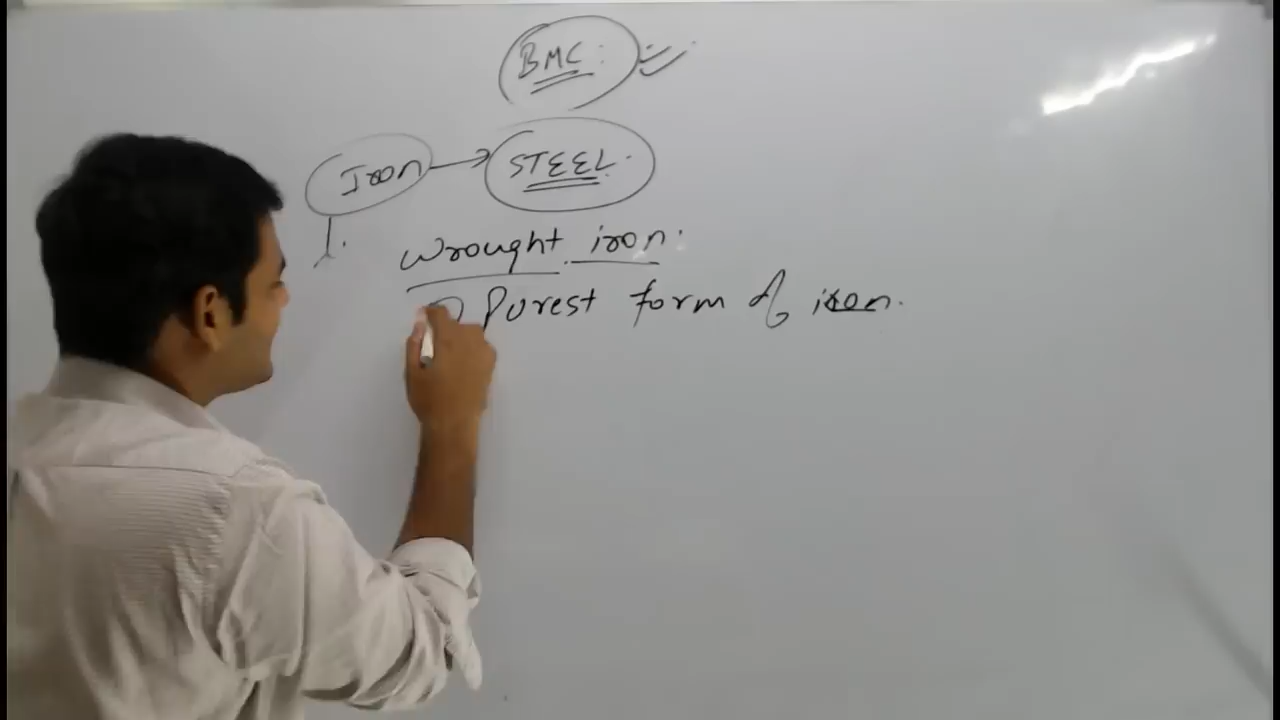 BMC:
Iron → STEEL.
Wrought iron.
Purest form of iron.